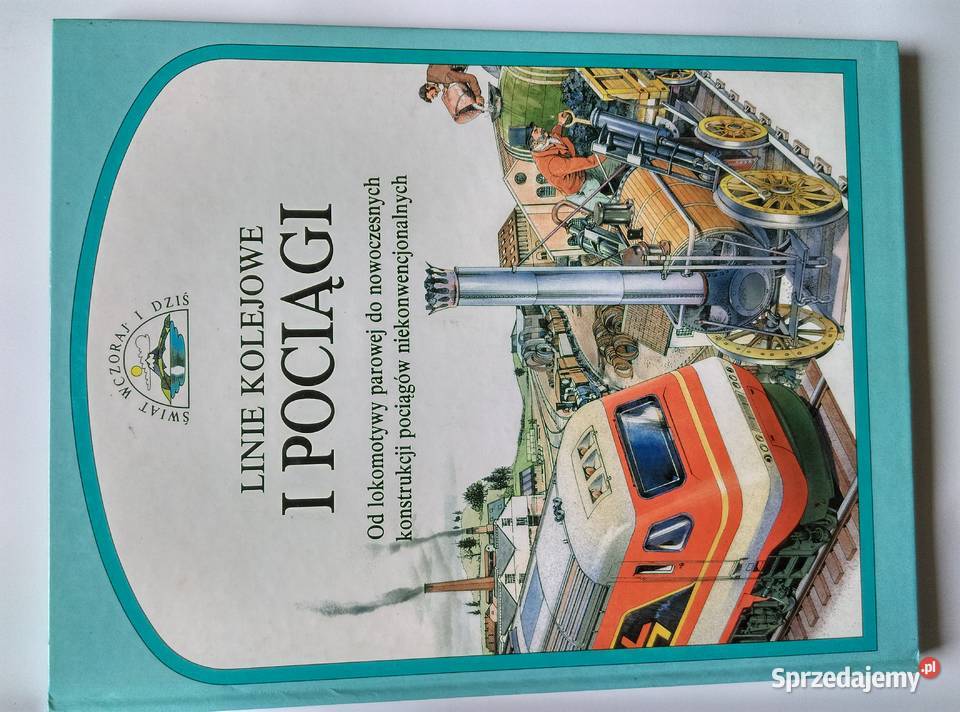 ŚWIAT WCZORAJ I DZIŚ
LINIE KOLEJOWE
I POCIĄGI
Od lokomotywy parowej do nowoczesnych
konstrukcji pociągów niekonwencjonalnych
Sprzedajemy.pl